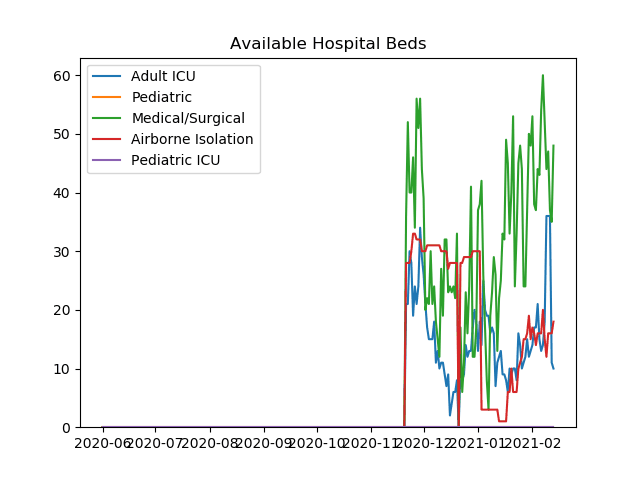 Available Hospital Beds
Adult ICU
Pediatric
Medical/Surgical
Airborne Isolation
Pediatric ICU
60
50
40
30
20
10
0
2020-06 2020-07 2020-08 2020-09 2020-10 2020-11 2020-12 2021-01 2021-02